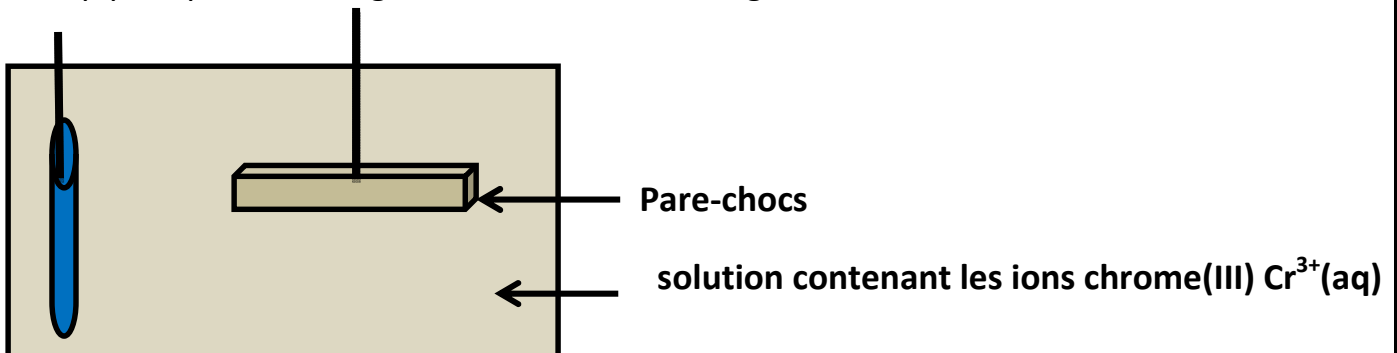 Pare-chocs
solution contenant les ions chrome(III) Cr³⁺(aq)